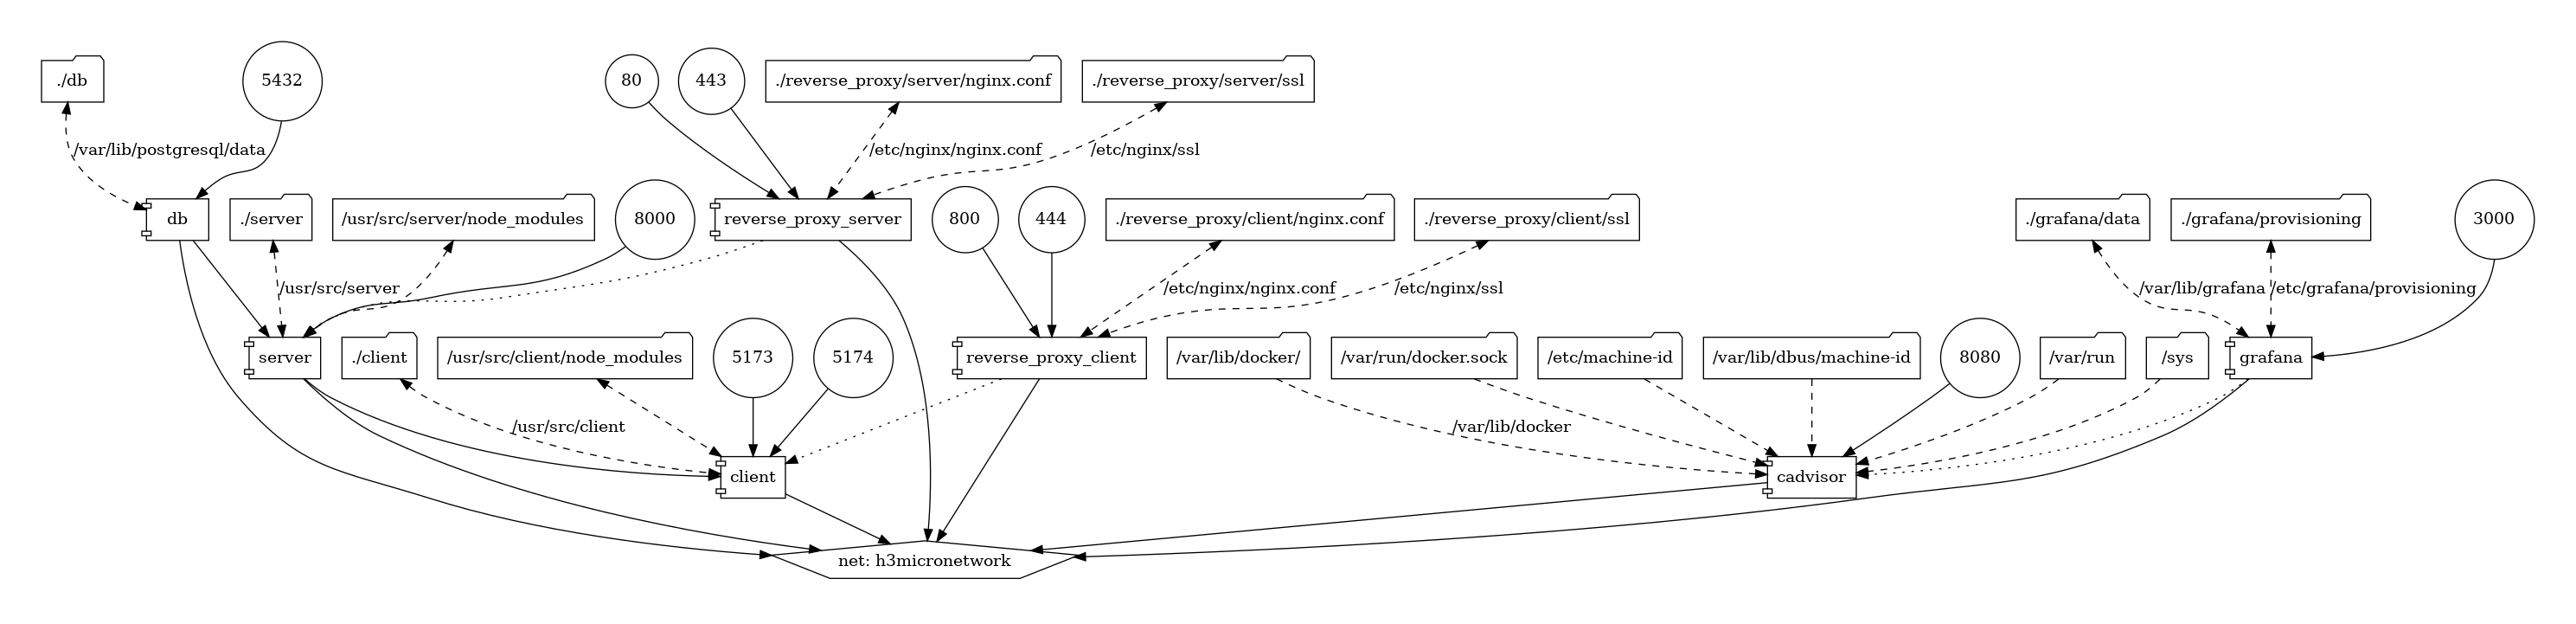 ./db
5432
80
443
./reverse_proxy/server/nginx.conf
./reverse_proxy/server/ssl
/var/lib/postgresql/data
/etc/nginx/nginx.conf
/etc/nginx/ssl
db
./server
/usr/src/server/node_modules
8000
reverse_proxy_server
800
444
./reverse_proxy/client/nginx.conf
./reverse_proxy/client/ssl
./grafana/data
./grafana/provisioning
3000
/usr/src/server
/etc/nginx/nginx.conf
/etc/nginx/ssl
/var/lib/grafana
/etc/grafana/provisioning
server
./client
/usr/src/client/node_modules
5173
5174
reverse_proxy_client
/var/lib/docker/
/var/run/docker.sock
/etc/machine-id
/var/lib/dbus/machine-id
8080
/var/run
/sys
grafana
/usr/src/client
/var/lib/docker
client
cadvisor
net: h3micronetwork